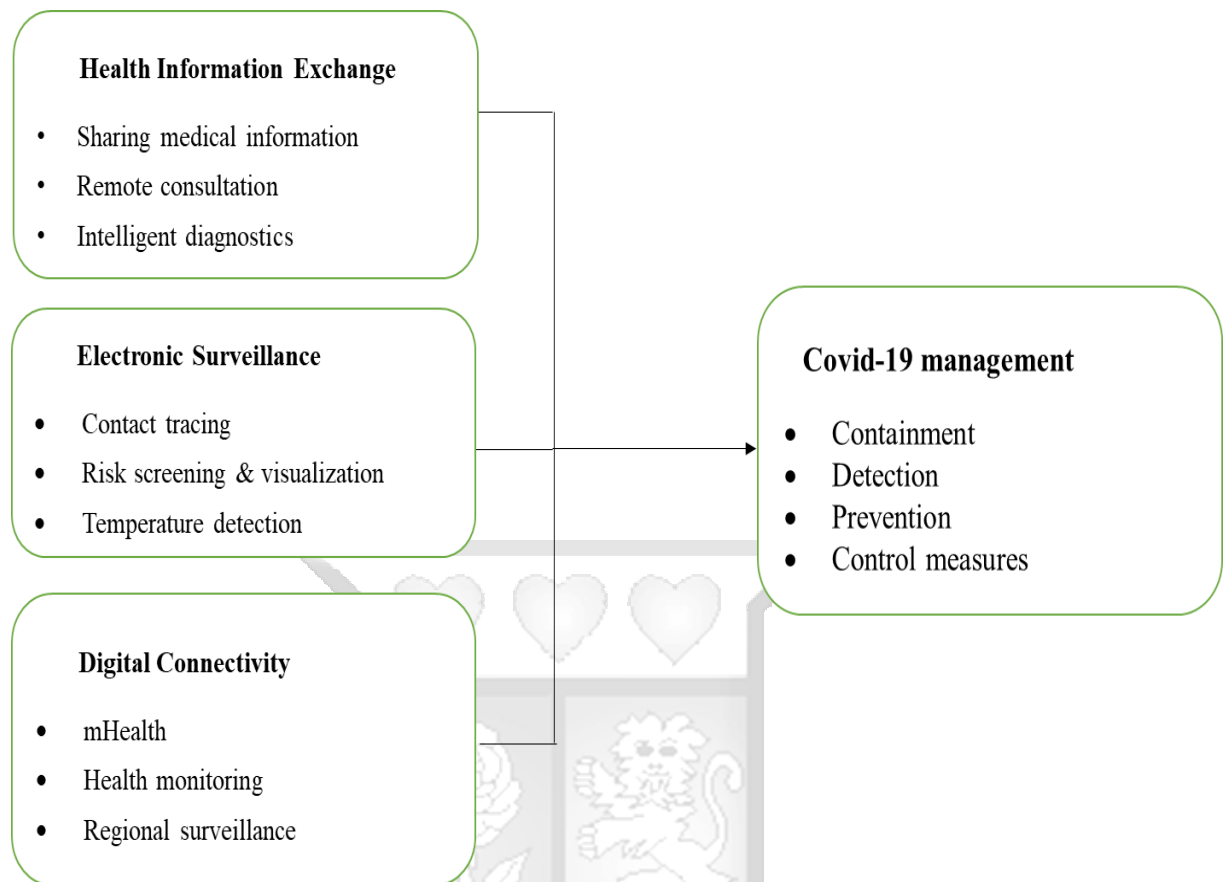 Health Information Exchange
• Sharing medical information
• Remote consultation
• Intelligent diagnostics
Electronic Surveillance
• Contact tracing
• Risk screening & visualization
• Temperature detection
Digital Connectivity
• mHealth
• Health monitoring
• Regional surveillance
Covid-19 management
• Containment
• Detection
• Prevention
• Control measures